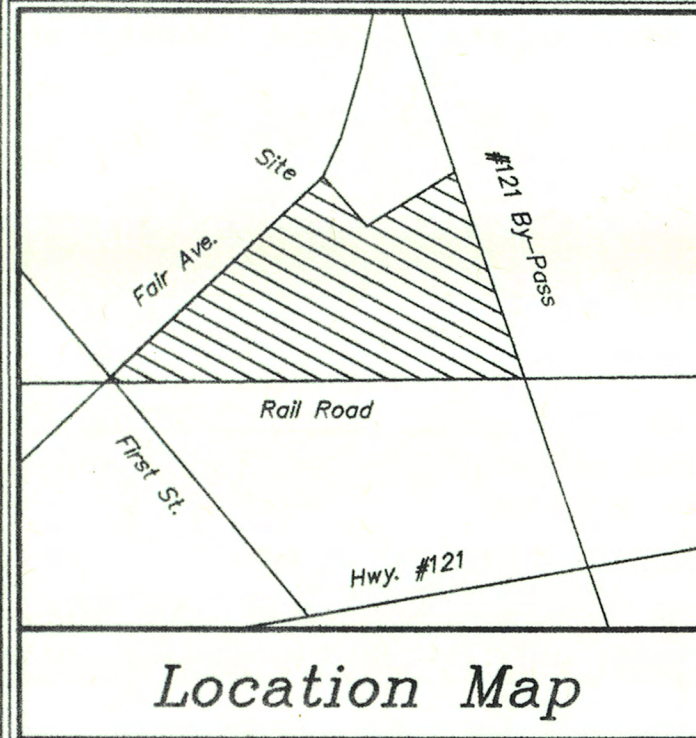 Site
#121 By-Pass
Fair Ave.
Rail Road
First St.
Hwy. #121
Location Map